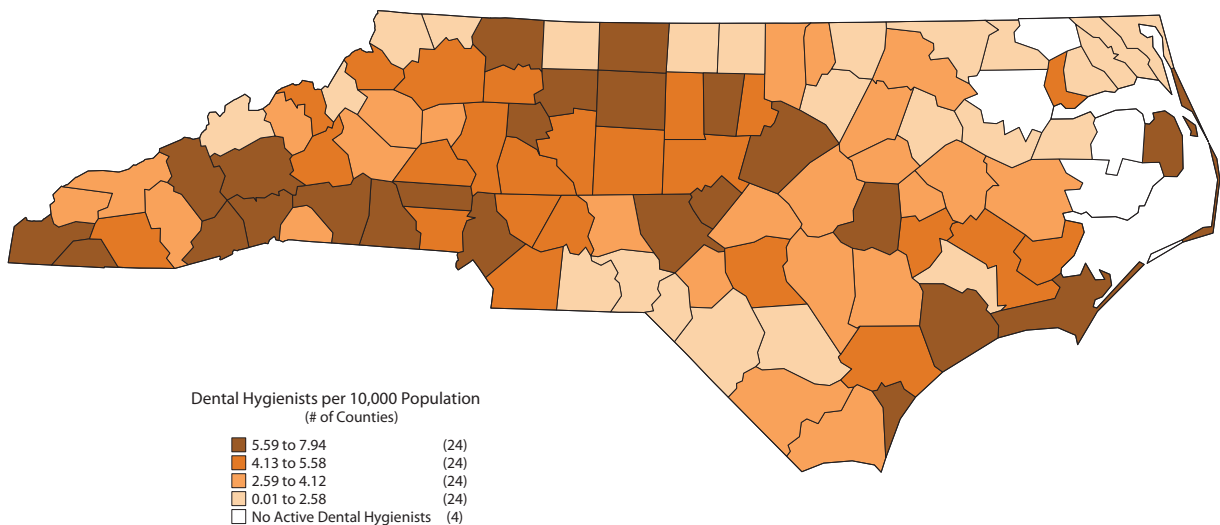 Dental Hygienists per 10,000 Population
(# of Counties)
5.59 to 7.94 (24)
4.13 to 5.58 (24)
2.59 to 4.12 (24)
0.01 to 2.58 (24)
No Active Dental Hygienists (4)